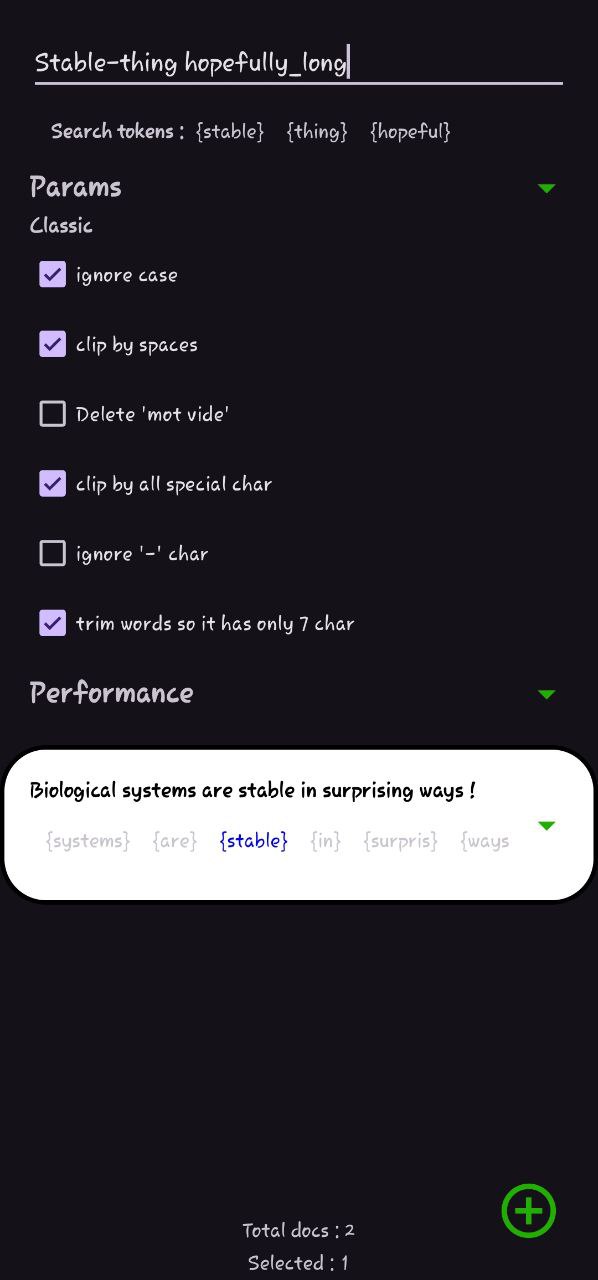 Stable-thing hopefully_long
Search tokens : {stable} {thing} {hopeful}
Params
Classic
ignore case
clip by spaces
Delete 'mot vide'
clip by all special char
ignore '-' char
trim words so it has only 7 char
Performance
Biological systems are stable in surprising ways !
{systems} {are} {stable} {in} {surpris} {ways
Total docs : 2
Selected : 1